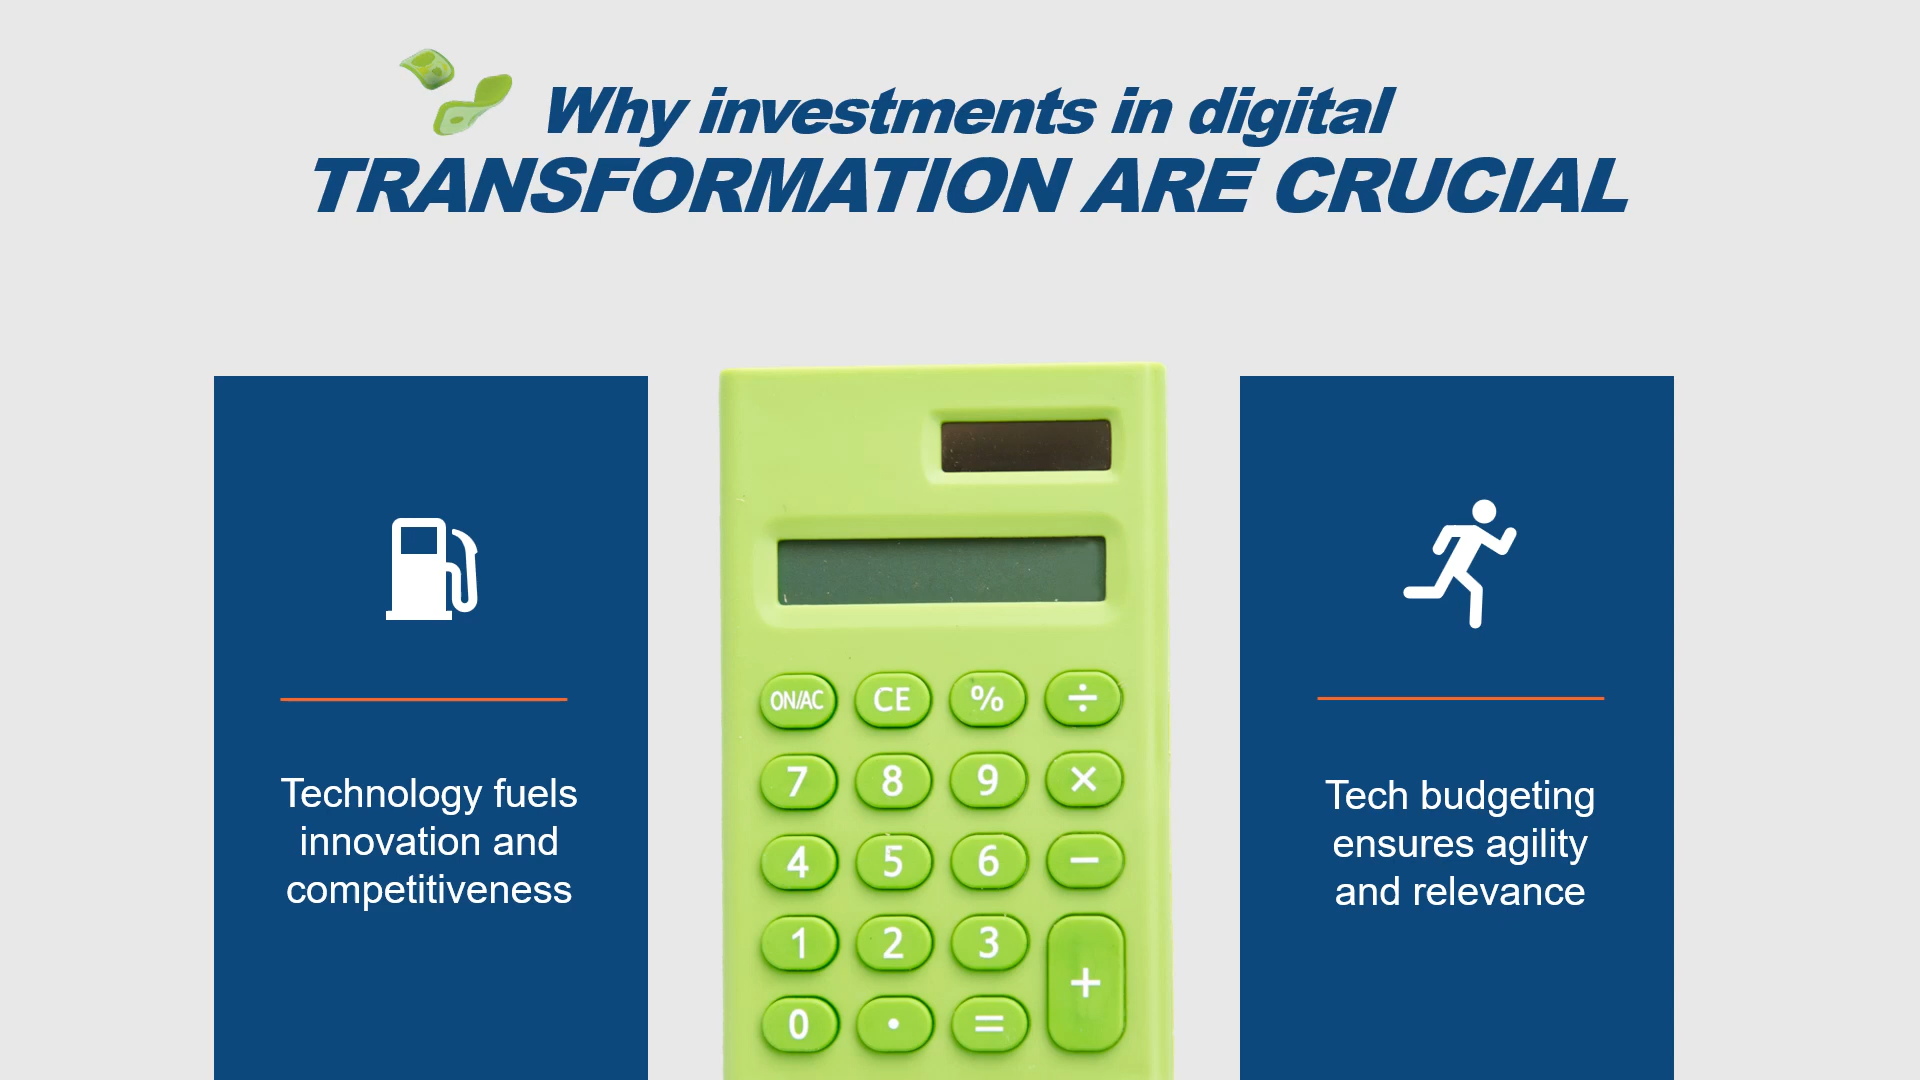 Why investments in digital
TRANSFORMATION ARE CRUCIAL
Technology fuels
innovation and
competitiveness
ON/AC CE % ÷
7 8 9 ×
4 5 6 −
1 2 3 +
0 . =
Tech budgeting
ensures agility
and relevance